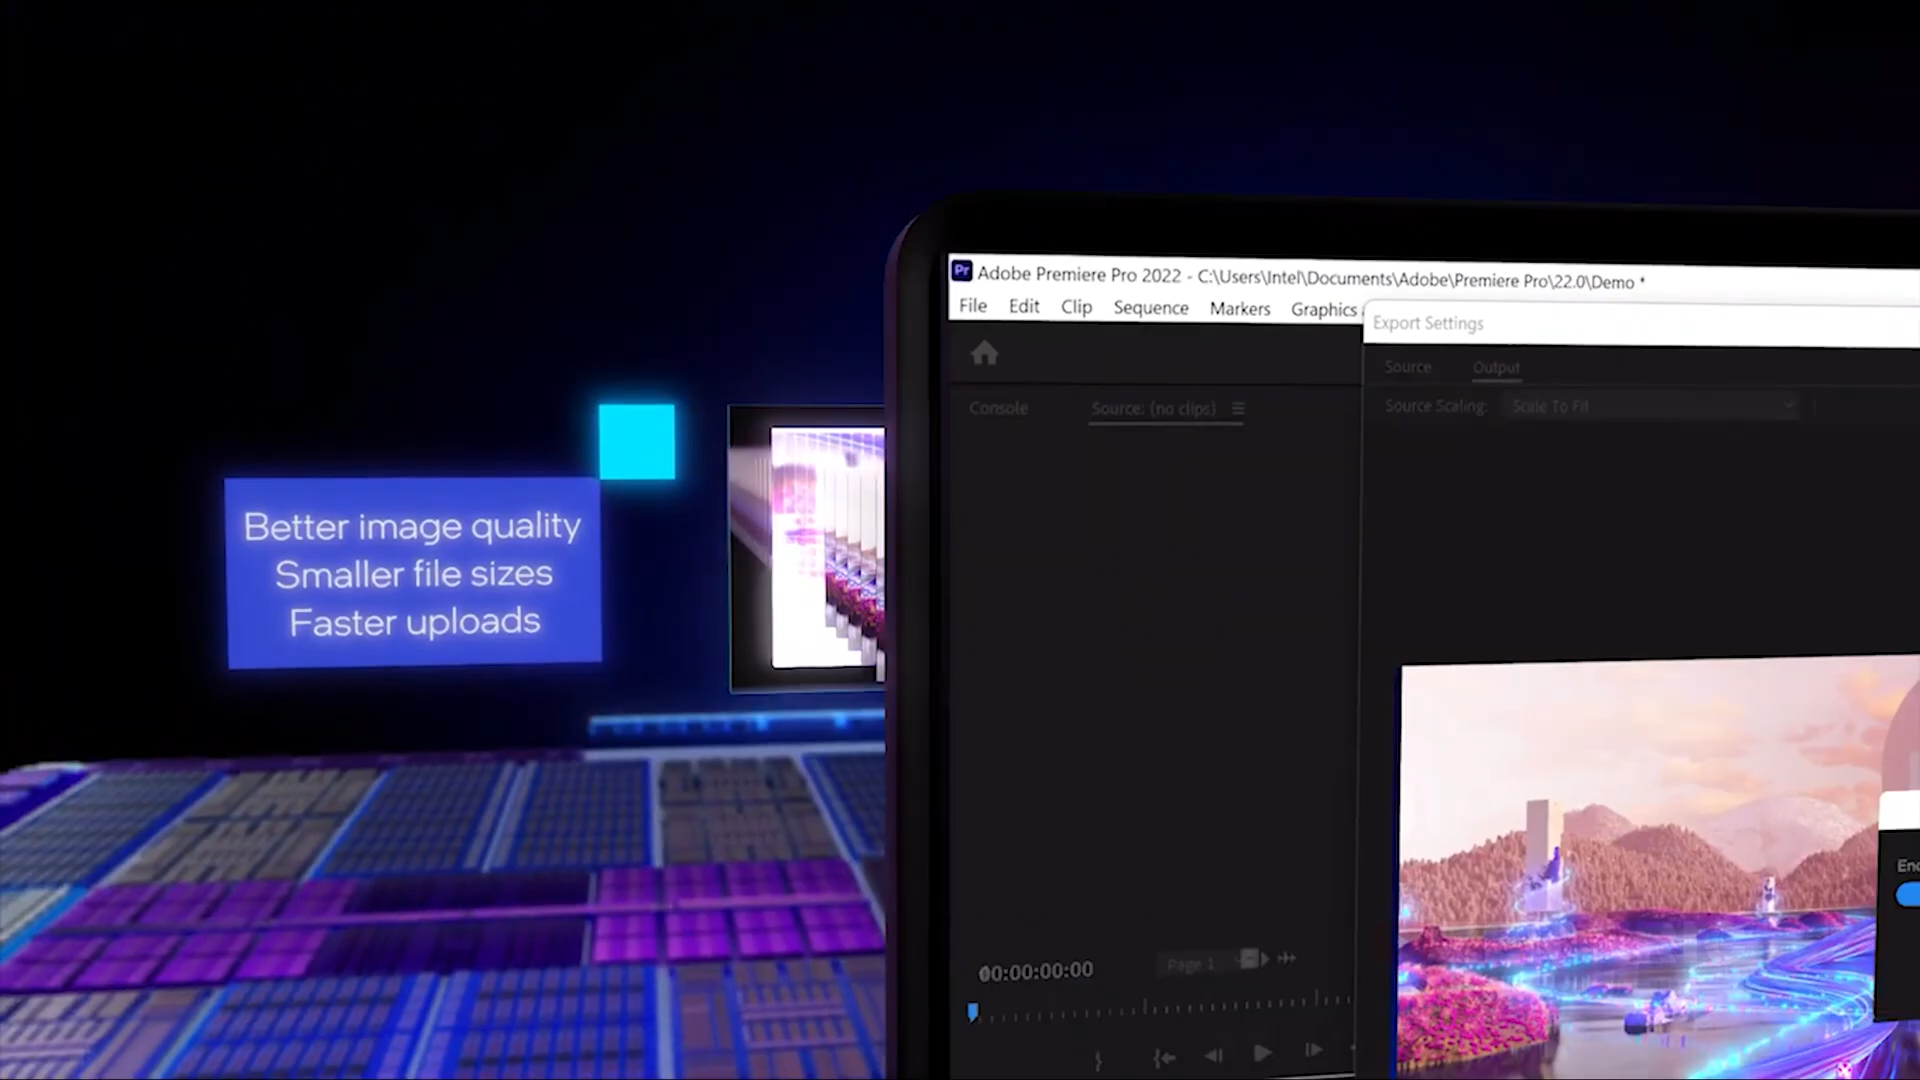 Better image quality
Smaller file sizes
Faster uploads
Pr Adobe Premiere Pro 2022 - C:\Users\Intel\Documents\Adobe\Premiere Pro\22.0\Demo *
File Edit Clip Sequence Markers Graphics
Export Settings
Source Output
Source Scaling: Scale To Fit
Console Source: (no clips)
00:00:00:00
Page 1